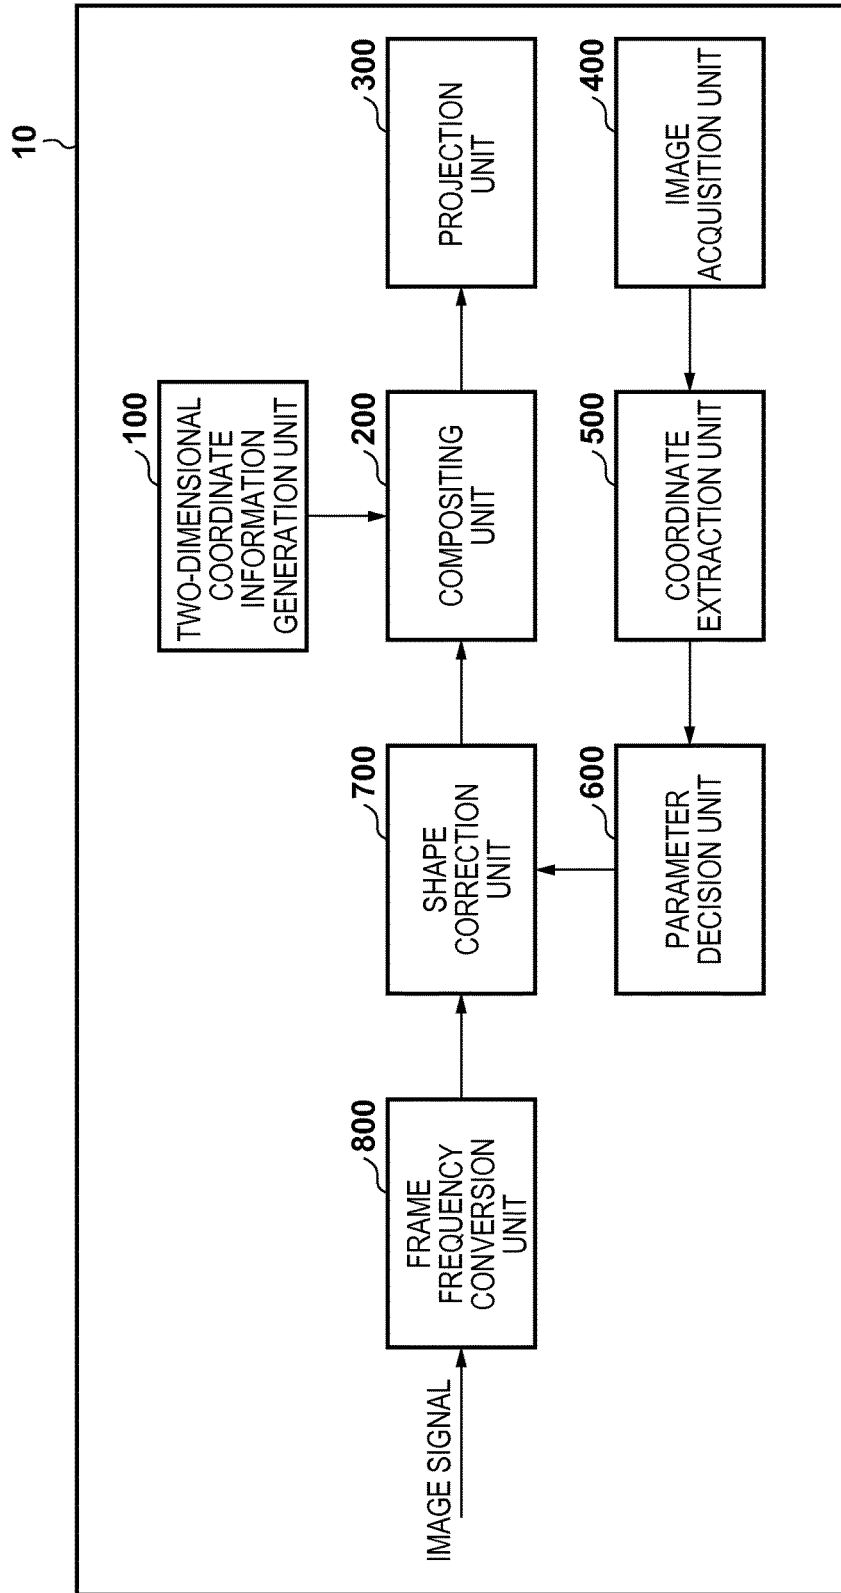 10
100
TWO-DIMENSIONAL
COORDINATE
INFORMATION
GENERATION UNIT
IMAGE SIGNAL
800
FRAME
FREQUENCY
CONVERSION
UNIT
700
SHAPE
CORRECTION
UNIT
200
COMPOSITING
UNIT
300
PROJECTION
UNIT
600
PARAMETER
DECISION UNIT
500
COORDINATE
EXTRACTION UNIT
400
IMAGE
ACQUISITION UNIT